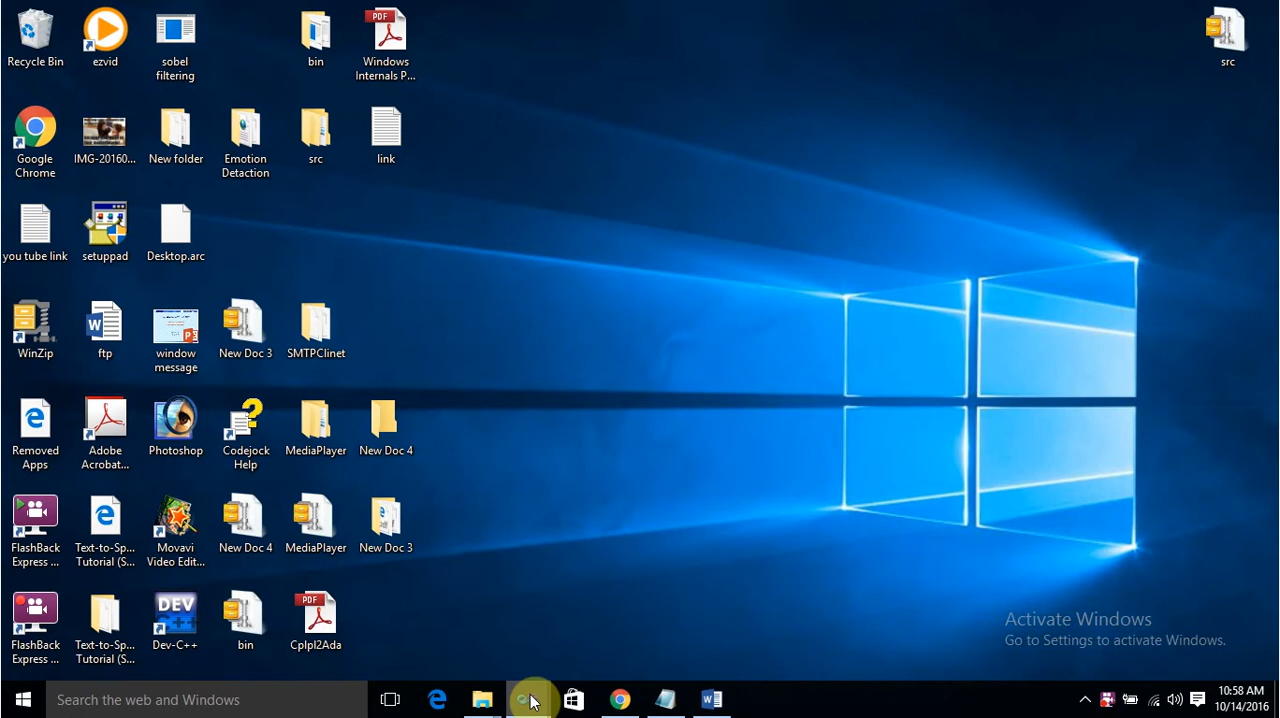 Recycle Bin
ezvid
sobel
filtering
bin
PDF
Windows
Internals P...
src
Google
Chrome
IMG-20160...
New folder
Emotion
Detaction
src
link
you tube link
setuppad
Desktop.arc
WinZip
ftp
window
message
New Doc 3
SMTPClinet
Removed
Apps
Adobe
Acrobat...
Photoshop
Codejock
Help
MediaPlayer
New Doc 4
FlashBack
Express ...
Text-to-Sp...
Tutorial (S...
Movavi
Video Edit...
New Doc 4
MediaPlayer
New Doc 3
FlashBack
Express ...
Text-to-Sp...
Tutorial (S...
DEV
Dev-C++
bin
PDF
CplpI2Ada
Activate Windows
Go to Settings to activate Windows.
Search the web and Windows
10:58 AM
10/14/2016